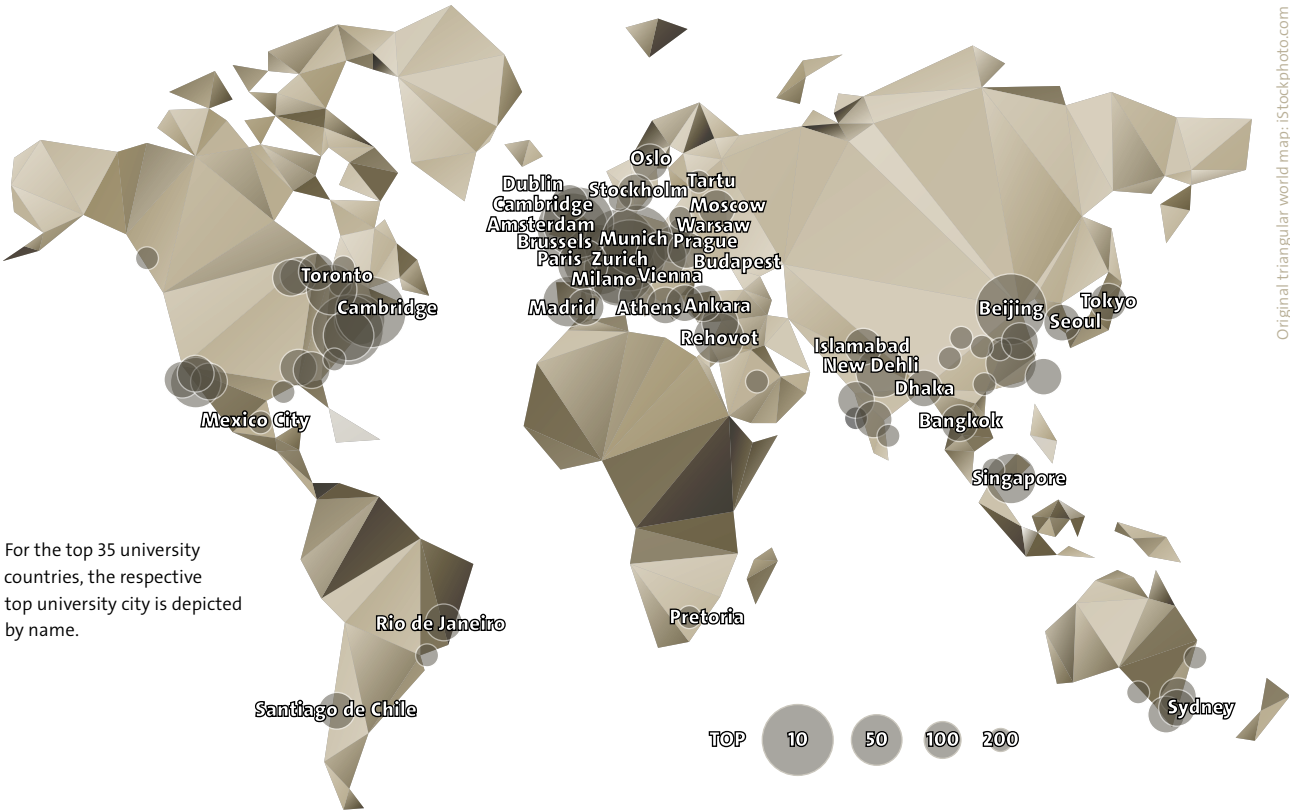 Original triangular world map: iStockphoto.com
Oslo
Dublin
Stockholm
Tartu
Cambridge
Moscow
Amsterdam
Warsaw
Brussels
Munich
Prague
Paris
Zurich
Budapest
Milano
Vienna
Madrid
Athens
Ankara
Rehovot
Toronto
Cambridge
Mexico City
Beijing
Tokyo
Seoul
Islamabad
New Dehli
Dhaka
Bangkok
Singapore
For the top 35 university
countries, the respective
top university city is depicted
by name.
Rio de Janeiro
Pretoria
Santiago de Chile
Sydney
TOP 10 50 100 200